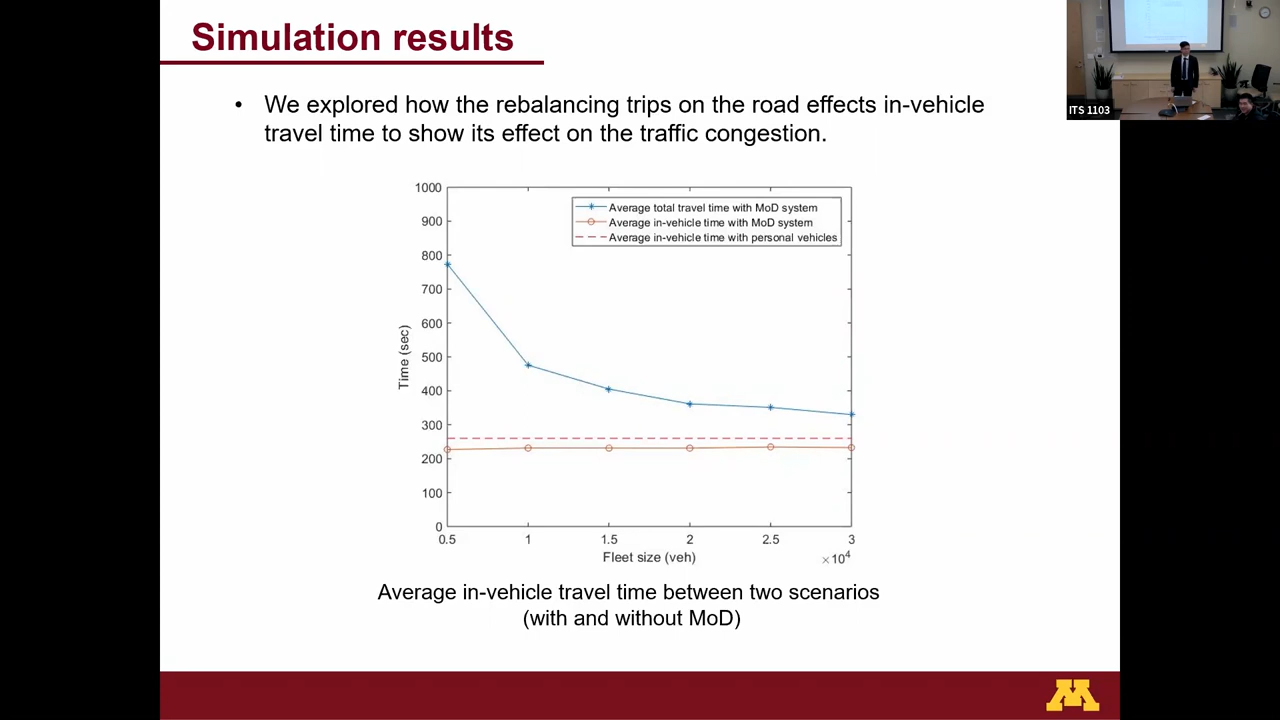 Simulation results
• We explored how the rebalancing trips on the road effects in-vehicle
travel time to show its effect on the traffic congestion.
ITS 1103
1000
900
800
700
600
500
400
300
200
100
0
Time (sec)
Average total travel time with MoD system
Average in-vehicle time with MoD system
Average in-vehicle time with personal vehicles
0.5 1 1.5 2 2.5 3
Fleet size (veh)
×10⁴
Average in-vehicle travel time between two scenarios
(with and without MoD)
M